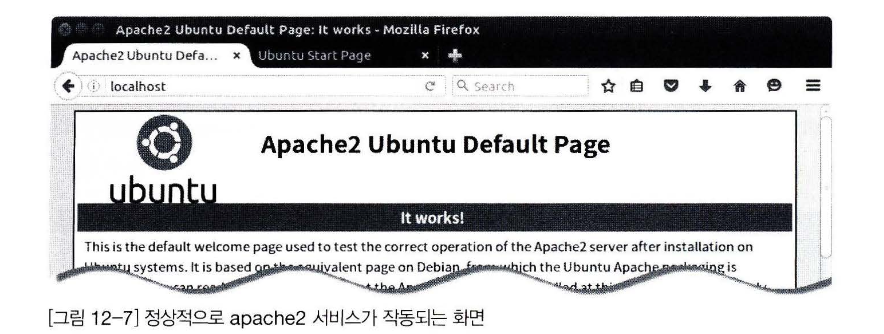 Apache2 Ubuntu Default Page: It works - Mozilla Firefox
Apache2 Ubuntu Defa... × Ubuntu Start Page ×
localhost Search
Apache2 Ubuntu Default Page
ubuntu
It works!
This is the default welcome page used to test the correct operation of the Apache2 server after installation on
Ubuntu systems. It is based on the equivalent page on Debian, from which the Ubuntu Apache packaging is
[그림 12-7] 정상적으로 apache2 서비스가 작동되는 화면